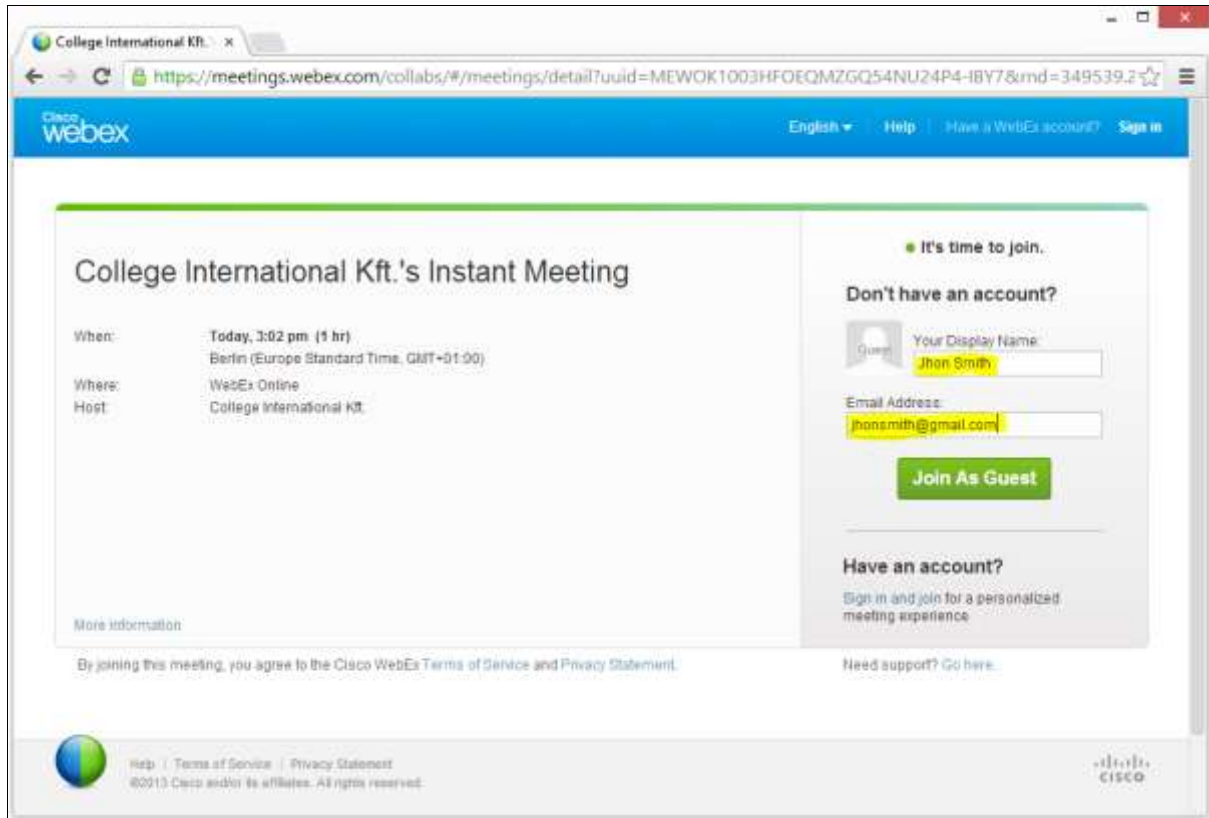 College International Kft.
https://meetings.webex.com/collabs/#/meetings/detail?uuid=MEWOK1003HFOEQMZGQ54NU24P4-IBY7&rnd=349539.2
Cisco
webex
English Help Have a WebEx account? Sign in
College International Kft.'s Instant Meeting
When: Today, 3:02 pm (1 hr)
Berlin (Europe Standard Time, GMT+01:00)
Where: WebEx Online
Host: College International Kft.
More information
It's time to join.
Don't have an account?
Guest
Your Display Name:
Jhon Smith
Email Address:
jhonsmith@gmail.com
Join As Guest
Have an account?
Sign in and join for a personalized
meeting experience
By joining this meeting, you agree to the Cisco WebEx Terms of Service and Privacy Statement.
Need support? Go here.
Help | Terms of Service | Privacy Statement
©2013 Cisco and/or its affiliates. All rights reserved.
CISCO